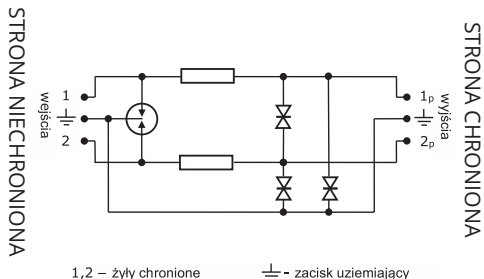 STRONA NIECHRONIONA
wejścia
1
2
1p
2p
wyjścia
STRONA CHRONIONA
1,2 – żyły chronione
- zacisk uziemiający